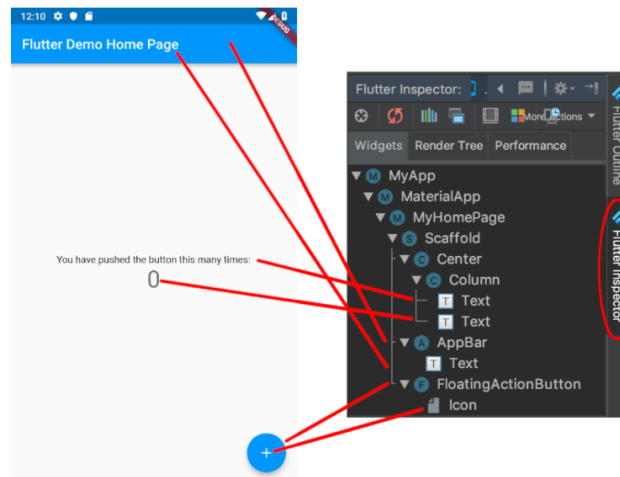 12:10
DEBUG
Flutter Demo Home Page
You have pushed the button this many times:
0
+
Flutter Inspector:
More Actions
Widgets Render Tree Performance
M MyApp
M MaterialApp
M MyHomePage
S Scaffold
C Center
C Column
T Text
T Text
A AppBar
T Text
F FloatingActionButton
Icon
Flutter Outline
Flutter Inspector